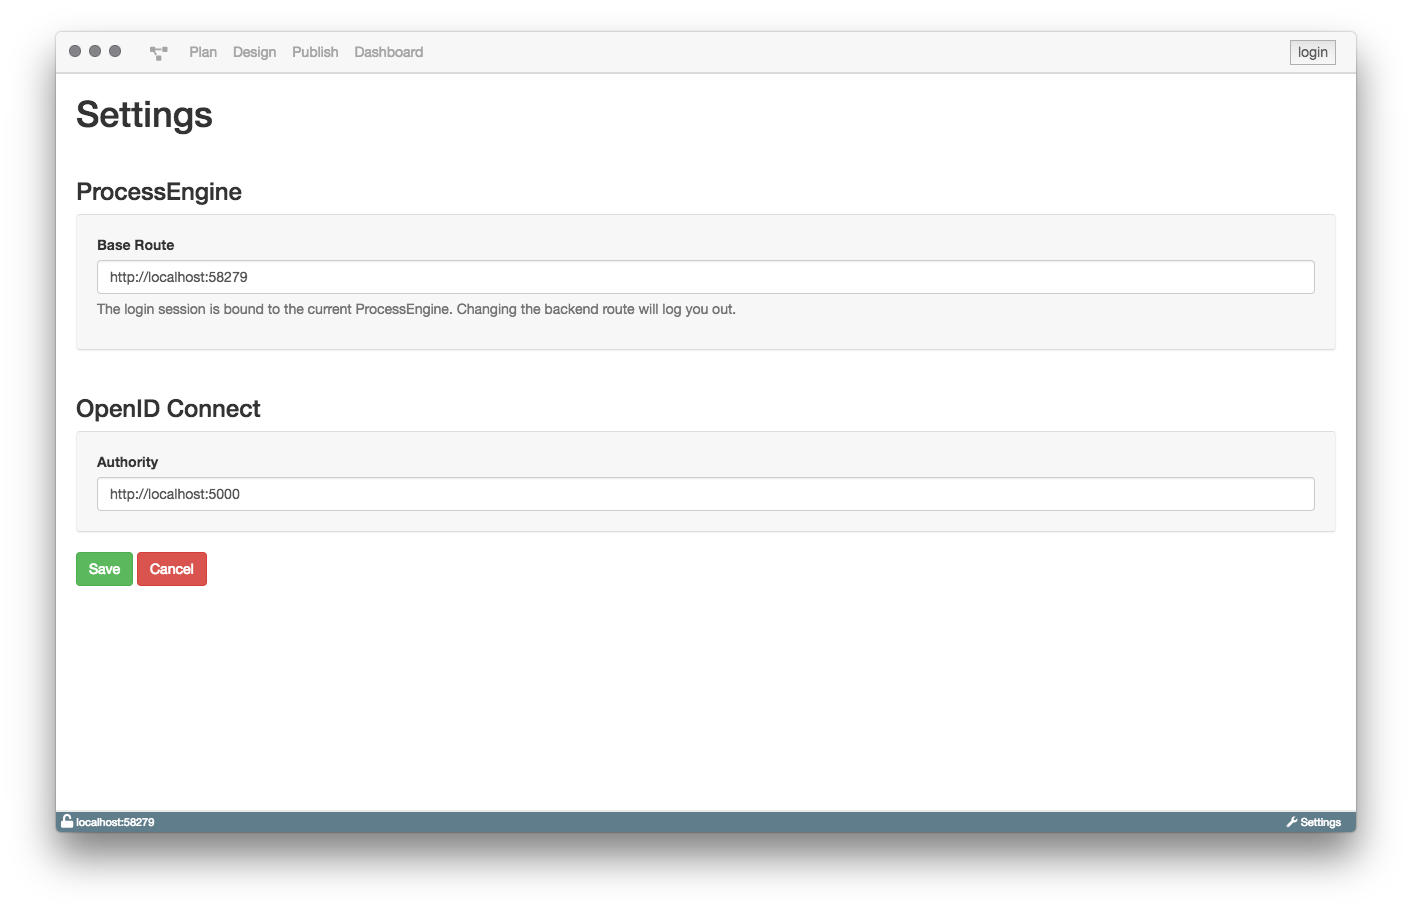 Plan Design Publish Dashboard login
Settings
ProcessEngine
Base Route
http://localhost:58279
The login session is bound to the current ProcessEngine. Changing the backend route will log you out.
OpenID Connect
Authority
http://localhost:5000
Save Cancel
localhost:58279 Settings